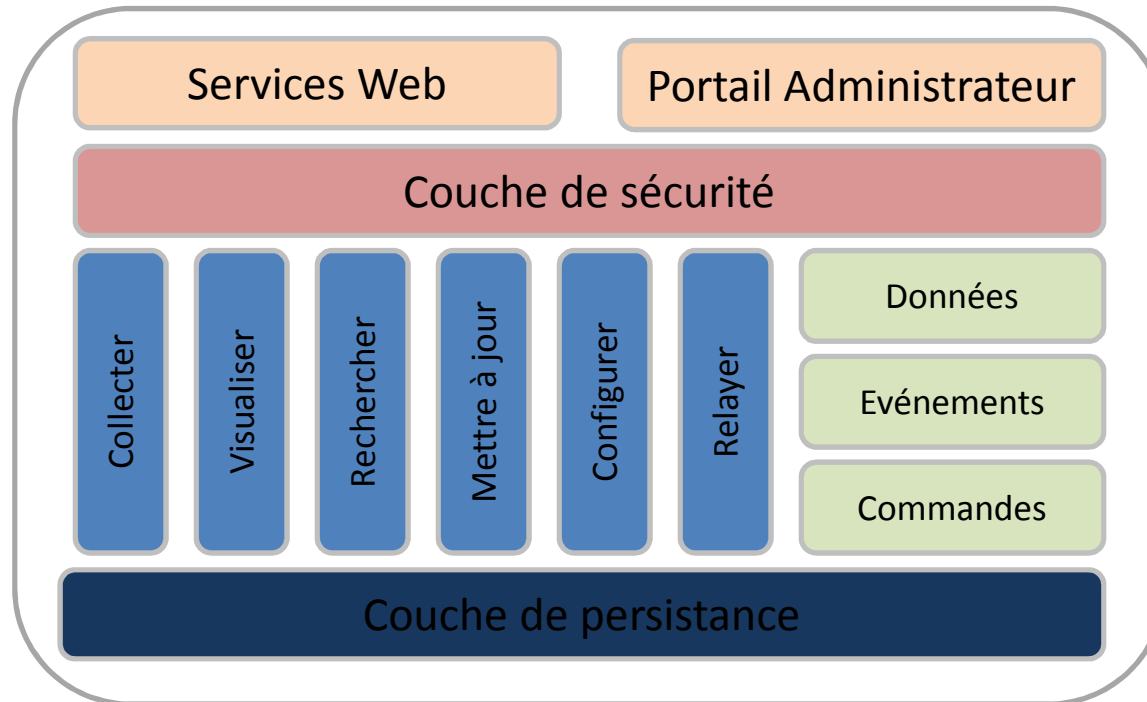 Services Web
Portail Administrateur
Couche de sécurité
Collecter
Visualiser
Rechercher
Mettre à jour
Configurer
Relayer
Données
Evénements
Commandes
Couche de persistance